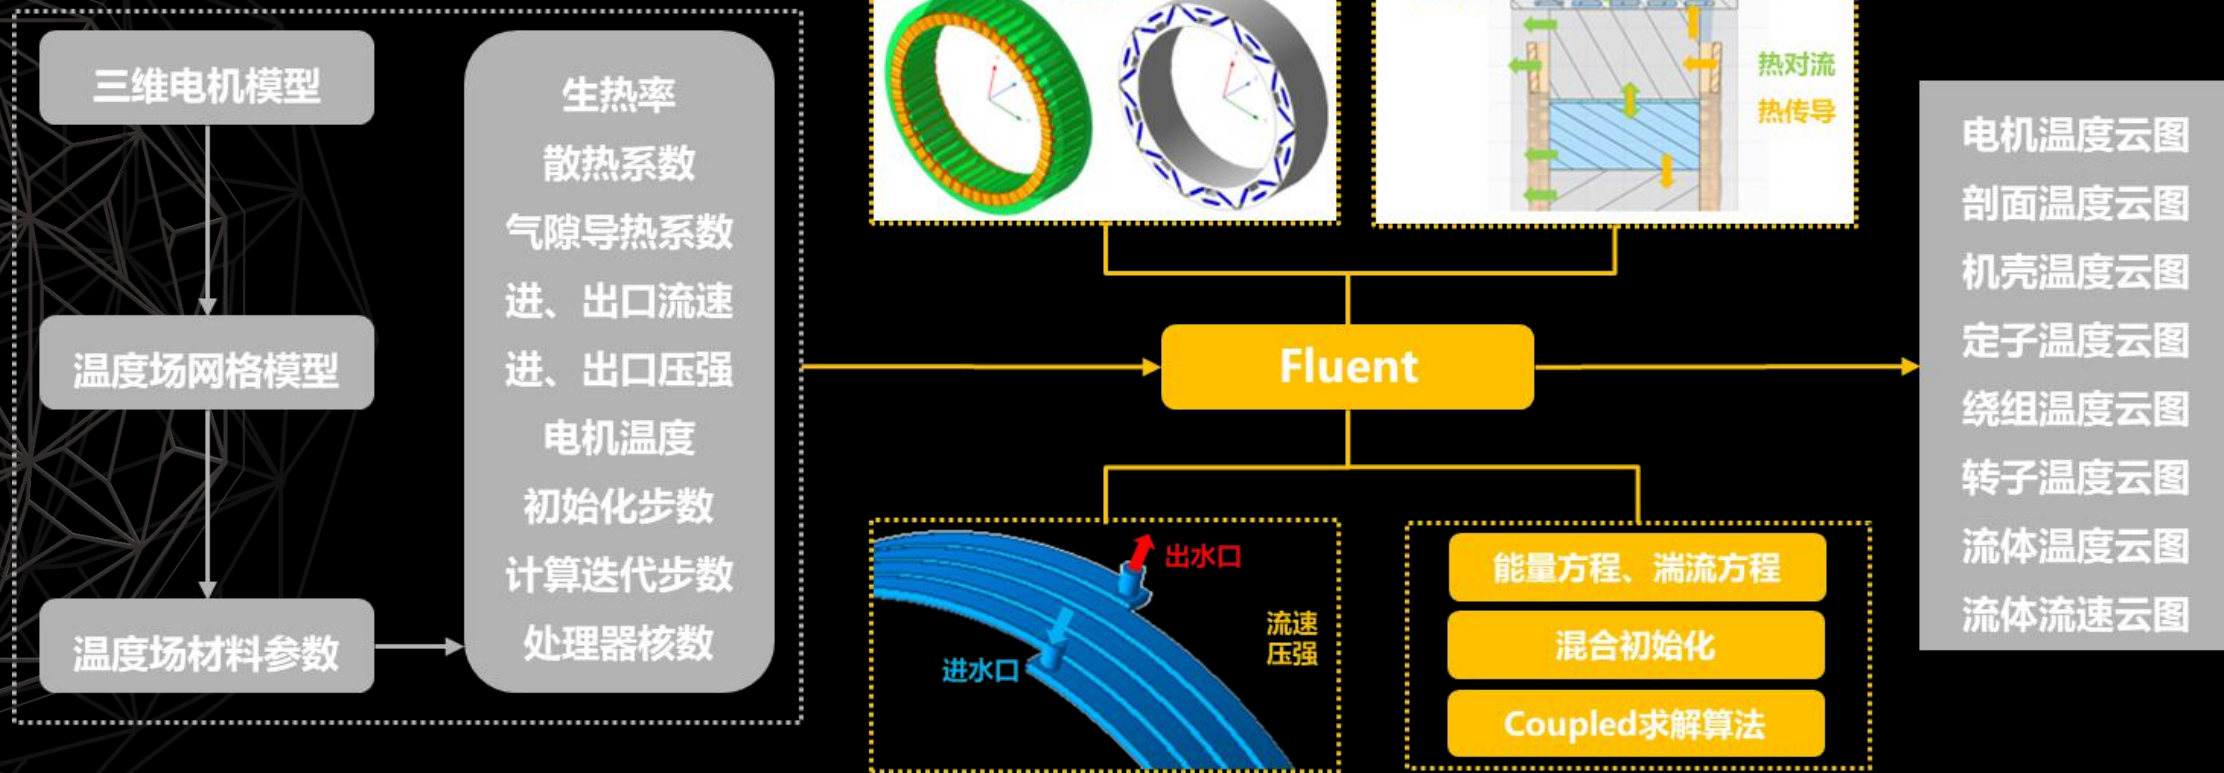 三维电机模型
温度场网格模型
温度场材料参数
生热率
散热系数
气隙导热系数
进、出口流速
进、出口压强
电机温度
初始化步数
计算迭代步数
处理器核数
热对流
热传导
Fluent
出水口
进水口
流速
压强
能量方程、湍流方程
混合初始化
Coupled求解算法
电机温度云图
剖面温度云图
机壳温度云图
定子温度云图
绕组温度云图
转子温度云图
流体温度云图
流体流速云图